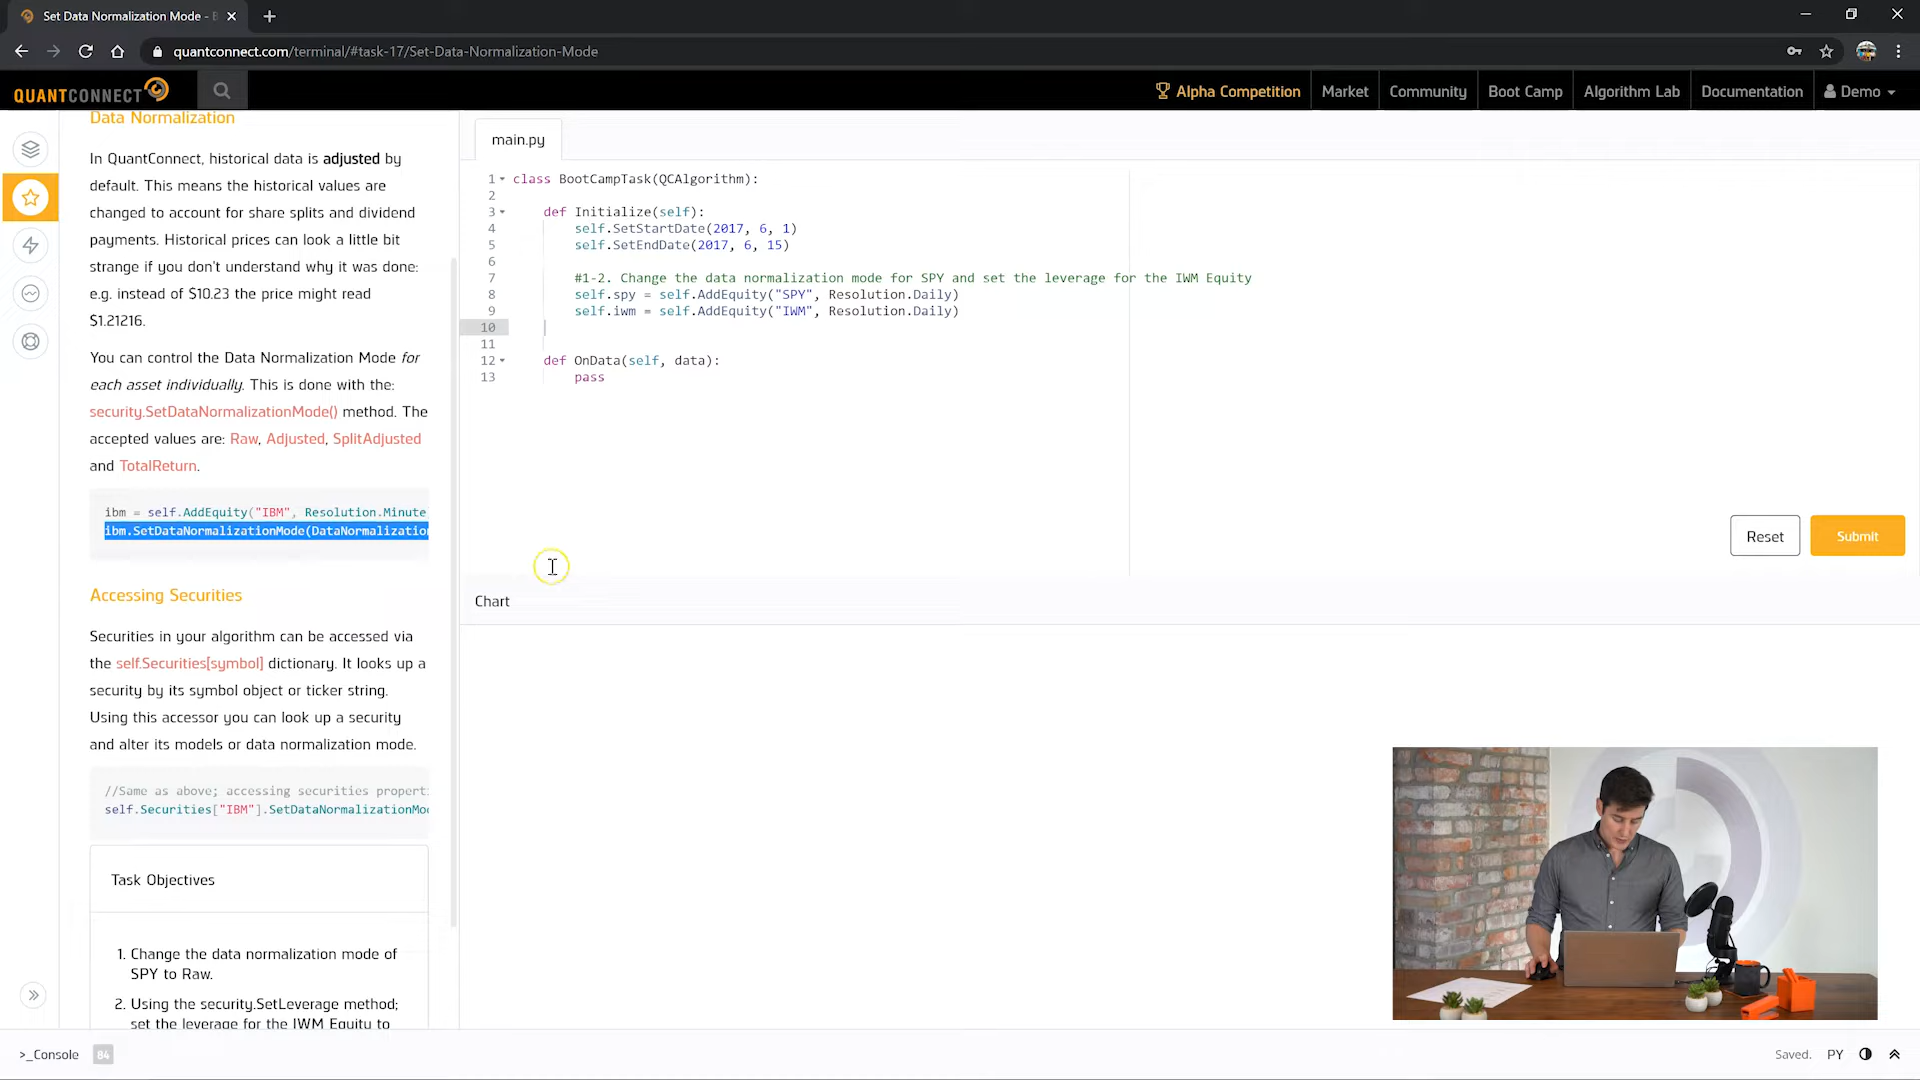 Set Data Normalization Mode - B
quantconnect.com/terminal/#task-17/Set-Data-Normalization-Mode
QUANTCONNECT
Alpha Competition
Market
Community
Boot Camp
Algorithm Lab
Documentation
Demo
Data Normalization
In QuantConnect, historical data is adjusted by
default. This means the historical values are
changed to account for share splits and dividend
payments. Historical prices can look a little bit
strange if you don't understand why it was done:
e.g. instead of $10.23 the price might read
$1.21216.
You can control the Data Normalization Mode for
each asset individually. This is done with the:
security.SetDataNormalizationMode() method. The
accepted values are: Raw, Adjusted, SplitAdjusted
and TotalReturn.
ibm = self.AddEquity("IBM", Resolution.Minute
ibm.SetDataNormalizationMode(DataNormalization
Accessing Securities
Securities in your algorithm can be accessed via
the self.Securities[symbol] dictionary. It looks up a
security by its symbol object or ticker string.
Using this accessor you can look up a security
and alter its models or data normalization mode.
//Same as above; accessing securities properti
self.Securities["IBM"].SetDataNormalizationMo
Task Objectives
1. Change the data normalization mode of
SPY to Raw.
2. Using the security.SetLeverage method;
set the leverage for the IWM Equity to
main.py
1 class BootCampTask(QCAlgorithm):
2
3 def Initialize(self):
4 self.SetStartDate(2017, 6, 1)
5 self.SetEndDate(2017, 6, 15)
6
7 #1-2. Change the data normalization mode for SPY and set the leverage for the IWM Equity
8 self.spy = self.AddEquity("SPY", Resolution.Daily)
9 self.iwm = self.AddEquity("IWM", Resolution.Daily)
10
11
12 def OnData(self, data):
13 pass
Reset
Submit
Chart
>_Console 84
Saved.
PY